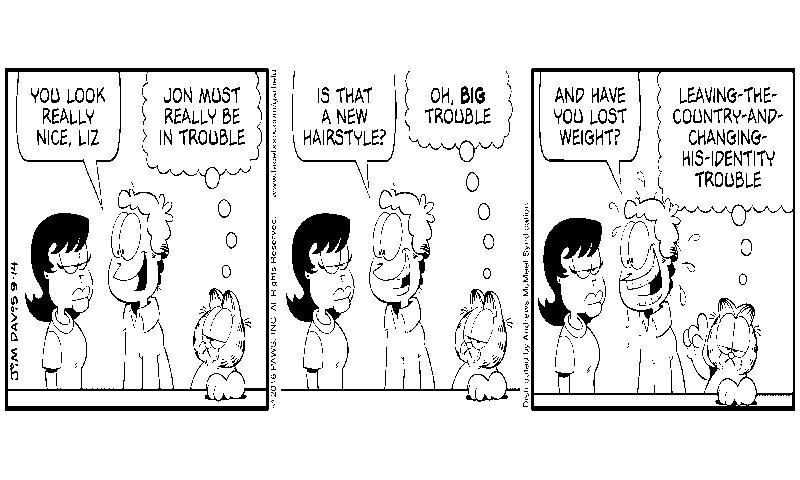 YOU LOOK
REALLY
NICE, LIZ
JON MUST
REALLY BE
IN TROUBLE
JIM DAVIS 9-14
IS THAT
A NEW
HAIRSTYLE?
OH, BIG
TROUBLE
© 2016 PAWS, INC. All Rights Reserved.
AND HAVE
YOU LOST
WEIGHT?
LEAVING-THE-
COUNTRY-AND-
CHANGING-
HIS-IDENTITY
TROUBLE
Distributed by Andrews McMeel Syndication